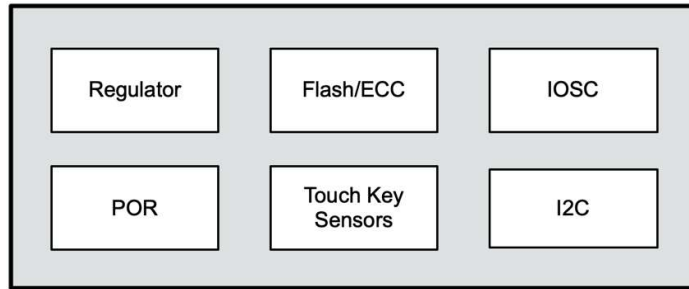 Regulator
Flash/ECC
IOSC
POR
Touch Key
Sensors
I2C